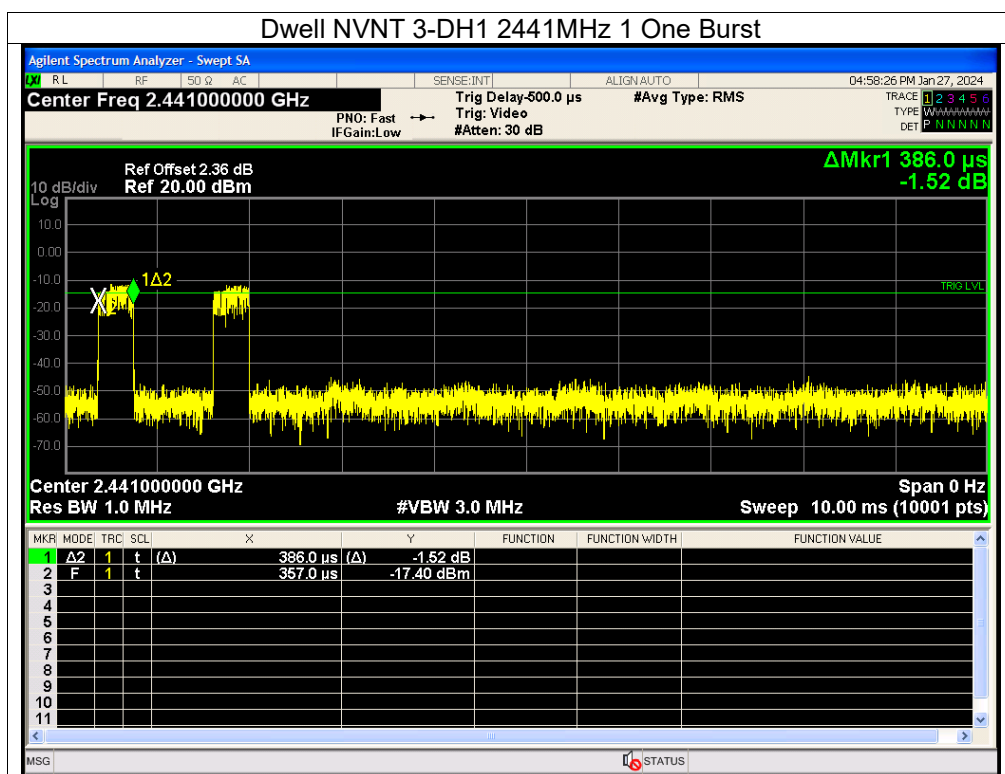 Dwell NVNT 3-DH1 2441MHz 1 One Burst
Agilent Spectrum Analyzer - Swept SA
LXI RL RF 50 Ω AC SENSE:INT ALIGN AUTO 04:58:26 PM Jan 27, 2024
Center Freq 2.441000000 GHz Trig Delay-500.0 µs #Avg Type: RMS TRACE 1 2 3 4 5 6
PNO: Fast Trig: Video TYPE WWWWWW
IFGain:Low #Atten: 30 dB DET P N N N N N
ΔMkr1 386.0 µs
-1.52 dB
Ref Offset 2.36 dB
10 dB/div Ref 20.00 dBm
Log
10.0
0.00
-10.0
1Δ2
TRIG LVL
-20.0
-30.0
-40.0
-50.0
-60.0
-70.0
Center 2.441000000 GHz Span 0 Hz
Res BW 1.0 MHz #VBW 3.0 MHz Sweep 10.00 ms (10001 pts)
MKR MODE TRC SCL X Y FUNCTION FUNCTION WIDTH FUNCTION VALUE
1 Δ2 1 t (Δ) 386.0 µs (Δ) -1.52 dB
2 F 1 t 357.0 µs -17.40 dBm
3
4
5
6
7
8
9
10
11
MSG STATUS